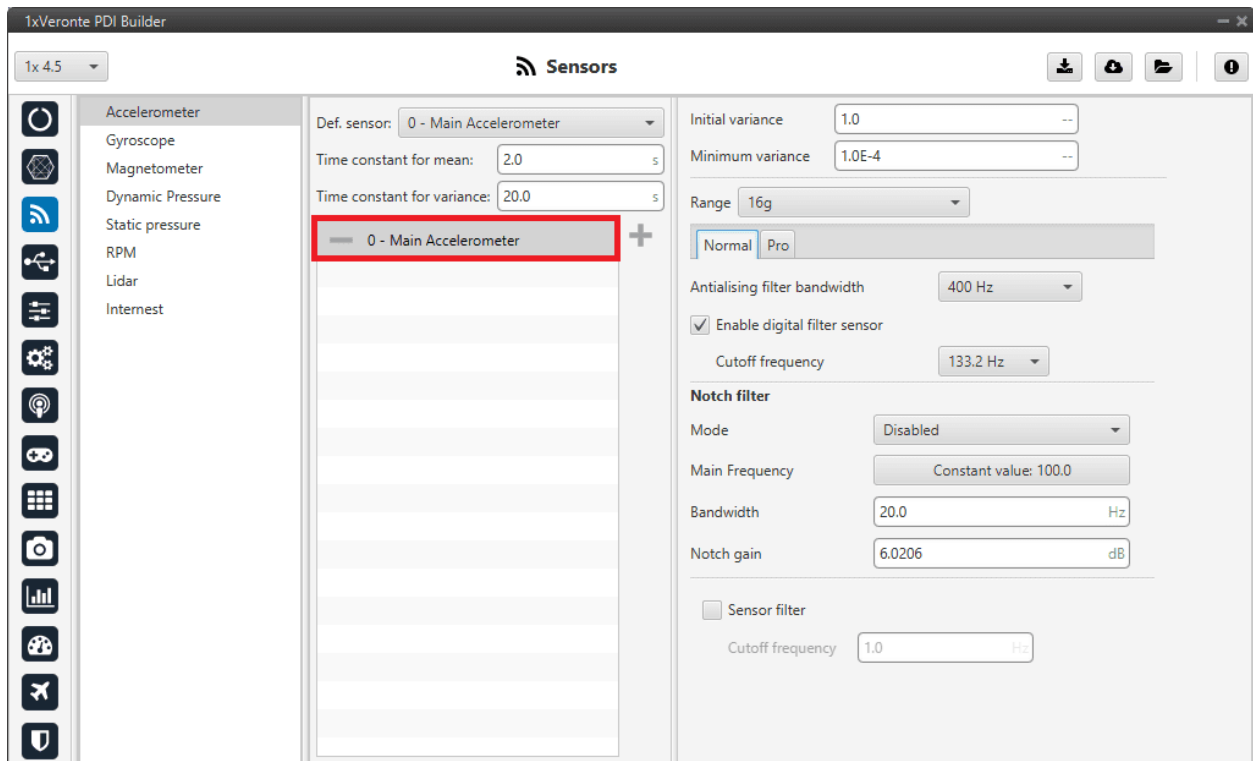 1xVeronte PDI Builder
1x 4.5
Sensors
Accelerometer
Gyroscope
Magnetometer
Dynamic Pressure
Static pressure
RPM
Lidar
Internest
Def. sensor: 0 - Main Accelerometer
Time constant for mean: 2.0 s
Time constant for variance: 20.0 s
0 - Main Accelerometer
Initial variance 1.0 --
Minimum variance 1.0E-4 --
Range 16g
Normal Pro
Antialising filter bandwidth 400 Hz
Enable digital filter sensor
Cutoff frequency 133.2 Hz
Notch filter
Mode Disabled
Main Frequency Constant value: 100.0
Bandwidth 20.0 Hz
Notch gain 6.0206 dB
Sensor filter
Cutoff frequency 1.0 Hz